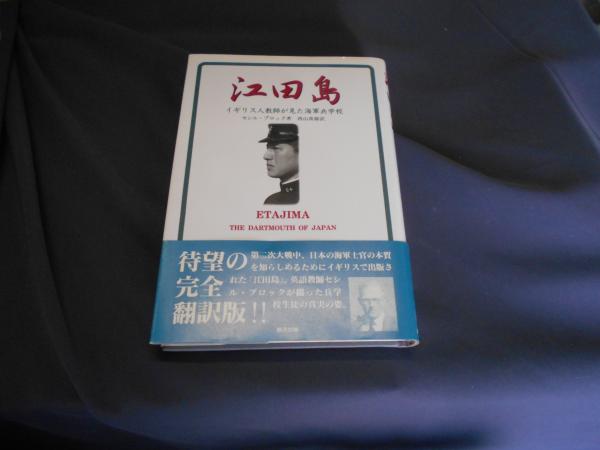 江田島
イギリス人教師が見た海軍兵学校
セシル・ブロック著 西山真雄訳
ETAJIMA
THE DARTMOUTH OF JAPAN
待望の
完全
翻訳版!!
第二次大戦中、日本の海軍士官の本質
を知らしめるためにイギリスで出版さ
れた『江田島』。英語教師セシ
ル・ブロックが綴った兵学
校生徒の真実の姿。